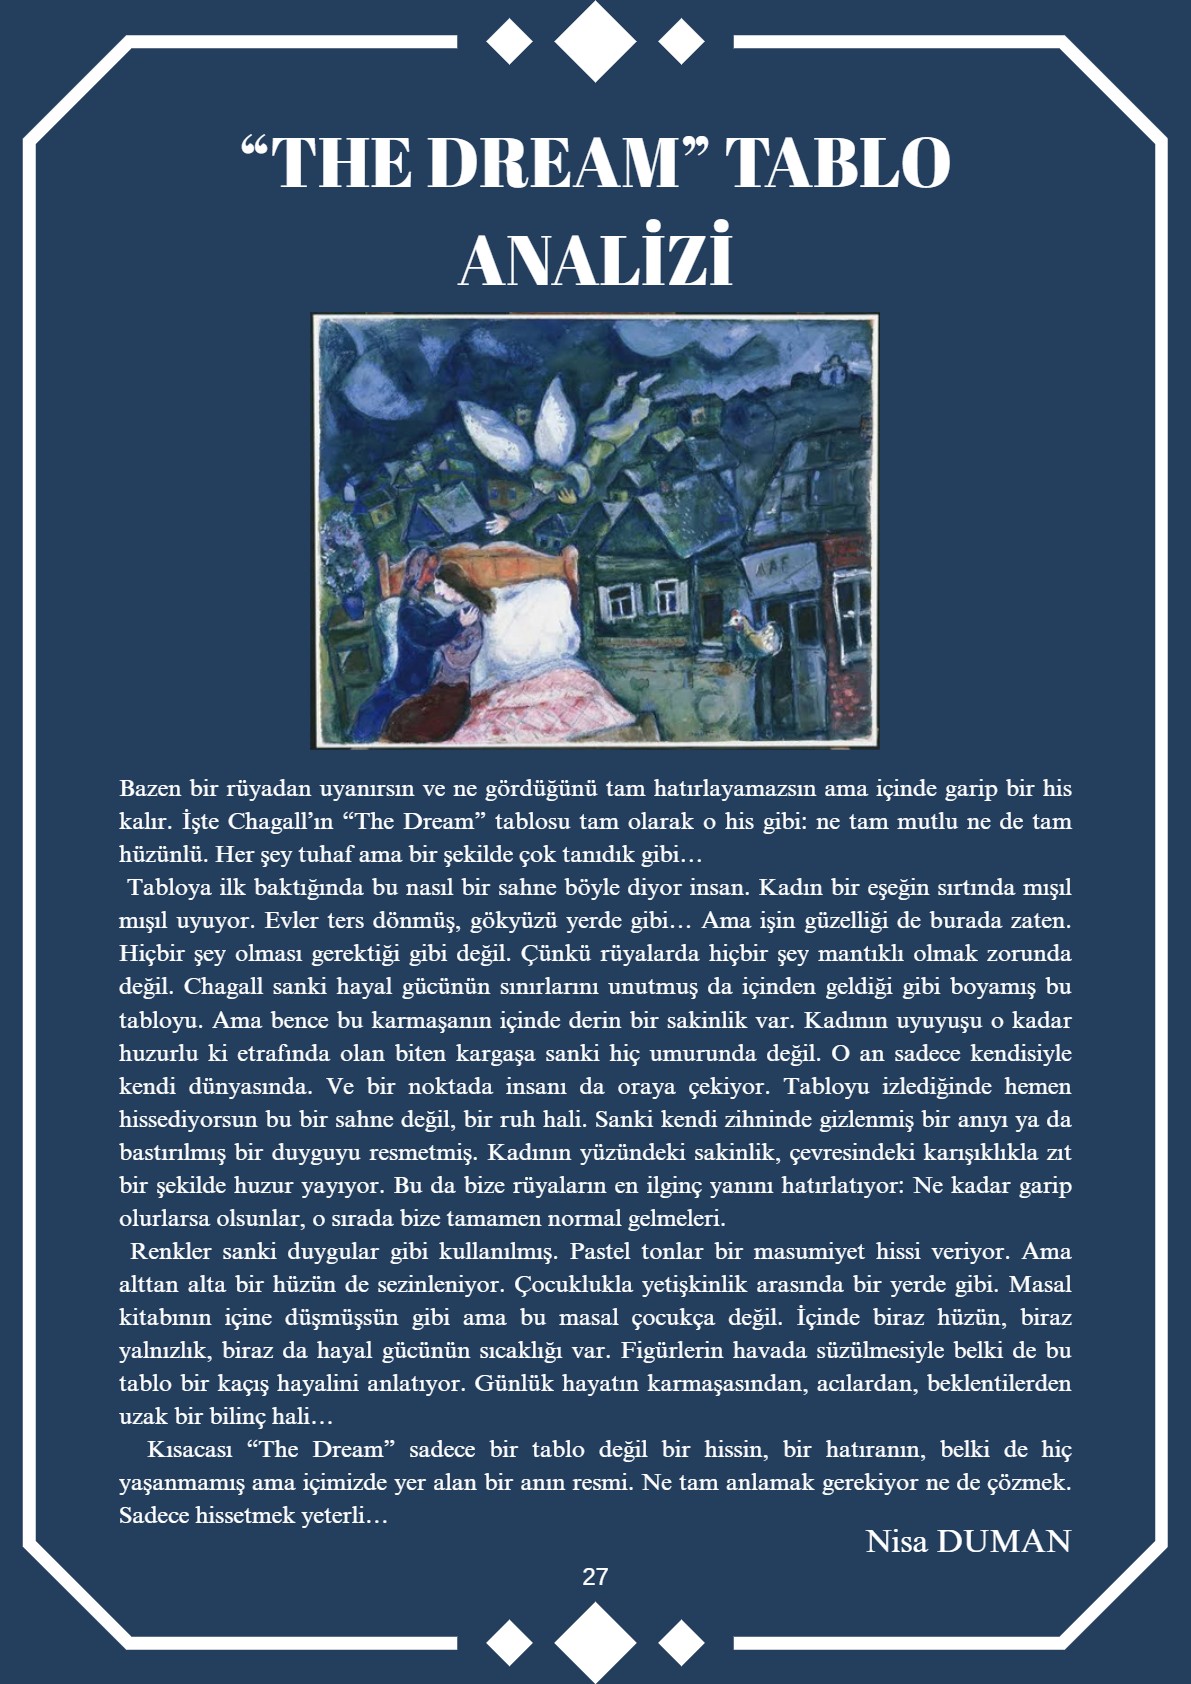 “THE DREAM” TABLO
ANALİZİ
Bazen bir rüyadan uyanırsın ve ne gördüğünü tam hatırlayamazsın ama içinde garip bir his
kalır. İşte Chagall’ın “The Dream” tablosu tam olarak o his gibi: ne tam mutlu ne de tam
hüzünlü. Her şey tuhaf ama bir şekilde çok tanıdık gibi…
Tabloya ilk baktığında bu nasıl bir sahne böyle diyor insan. Kadın bir eşeğin sırtında mışıl
mışıl uyuyor. Evler ters dönmüş, gökyüzü yerde gibi… Ama işin güzelliği de burada zaten.
Hiçbir şey olması gerektiği gibi değil. Çünkü rüyalarda hiçbir şey mantıklı olmak zorunda
değil. Chagall sanki hayal gücünün sınırlarını unutmuş da içinden geldiği gibi boyamış bu
tabloyu. Ama bence bu karmaşanın içinde derin bir sakinlik var. Kadının uyuyuşu o kadar
huzurlu ki etrafında olan biten kargaşa sanki hiç umurunda değil. O an sadece kendisiyle
kendi dünyasında. Ve bir noktada insanı da oraya çekiyor. Tabloyu izlediğinde hemen
hissediyorsun bu bir sahne değil, bir ruh hali. Sanki kendi zihninde gizlenmiş bir anıyı ya da
bastırılmış bir duyguyu resmetmiş. Kadının yüzündeki sakinlik, çevresindeki karışıklıkla zıt
bir şekilde huzur yayıyor. Bu da bize rüyaların en ilginç yanını hatırlatıyor: Ne kadar garip
olurlarsa olsunlar, o sırada bize tamamen normal gelmeleri.
Renkler sanki duygular gibi kullanılmış. Pastel tonlar bir masumiyet hissi veriyor. Ama
alttan alta bir hüzün de sezinleniyor. Çocuklukla yetişkinlik arasında bir yerde gibi. Masal
kitabının içine düşmüşsün gibi ama bu masal çocukça değil. İçinde biraz hüzün, biraz
yalnızlık, biraz da hayal gücünün sıcaklığı var. Figürlerin havada süzülmesiyle belki de bu
tablo bir kaçış hayalini anlatıyor. Günlük hayatın karmaşasından, acılardan, beklentilerden
uzak bir bilinç hali…
Kısacası “The Dream” sadece bir tablo değil bir hissin, bir hatıranın, belki de hiç
yaşanmamış ama içimizde yer alan bir anın resmi. Ne tam anlamak gerekiyor ne de çözmek.
Sadece hissetmek yeterli…
Nisa DUMAN
27